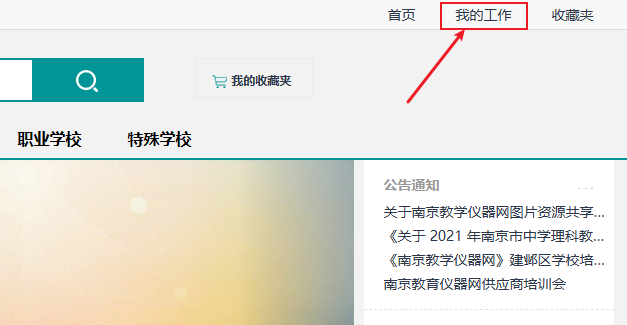 首页 我的工作 收藏夹
我的收藏夹
职业学校 特殊学校
公告通知 ...
关于南京教学仪器网图片资源共享...
《关于 2021 年南京市中学理科教...
《南京教学仪器网》建邺区学校培...
南京教育仪器网供应商培训会